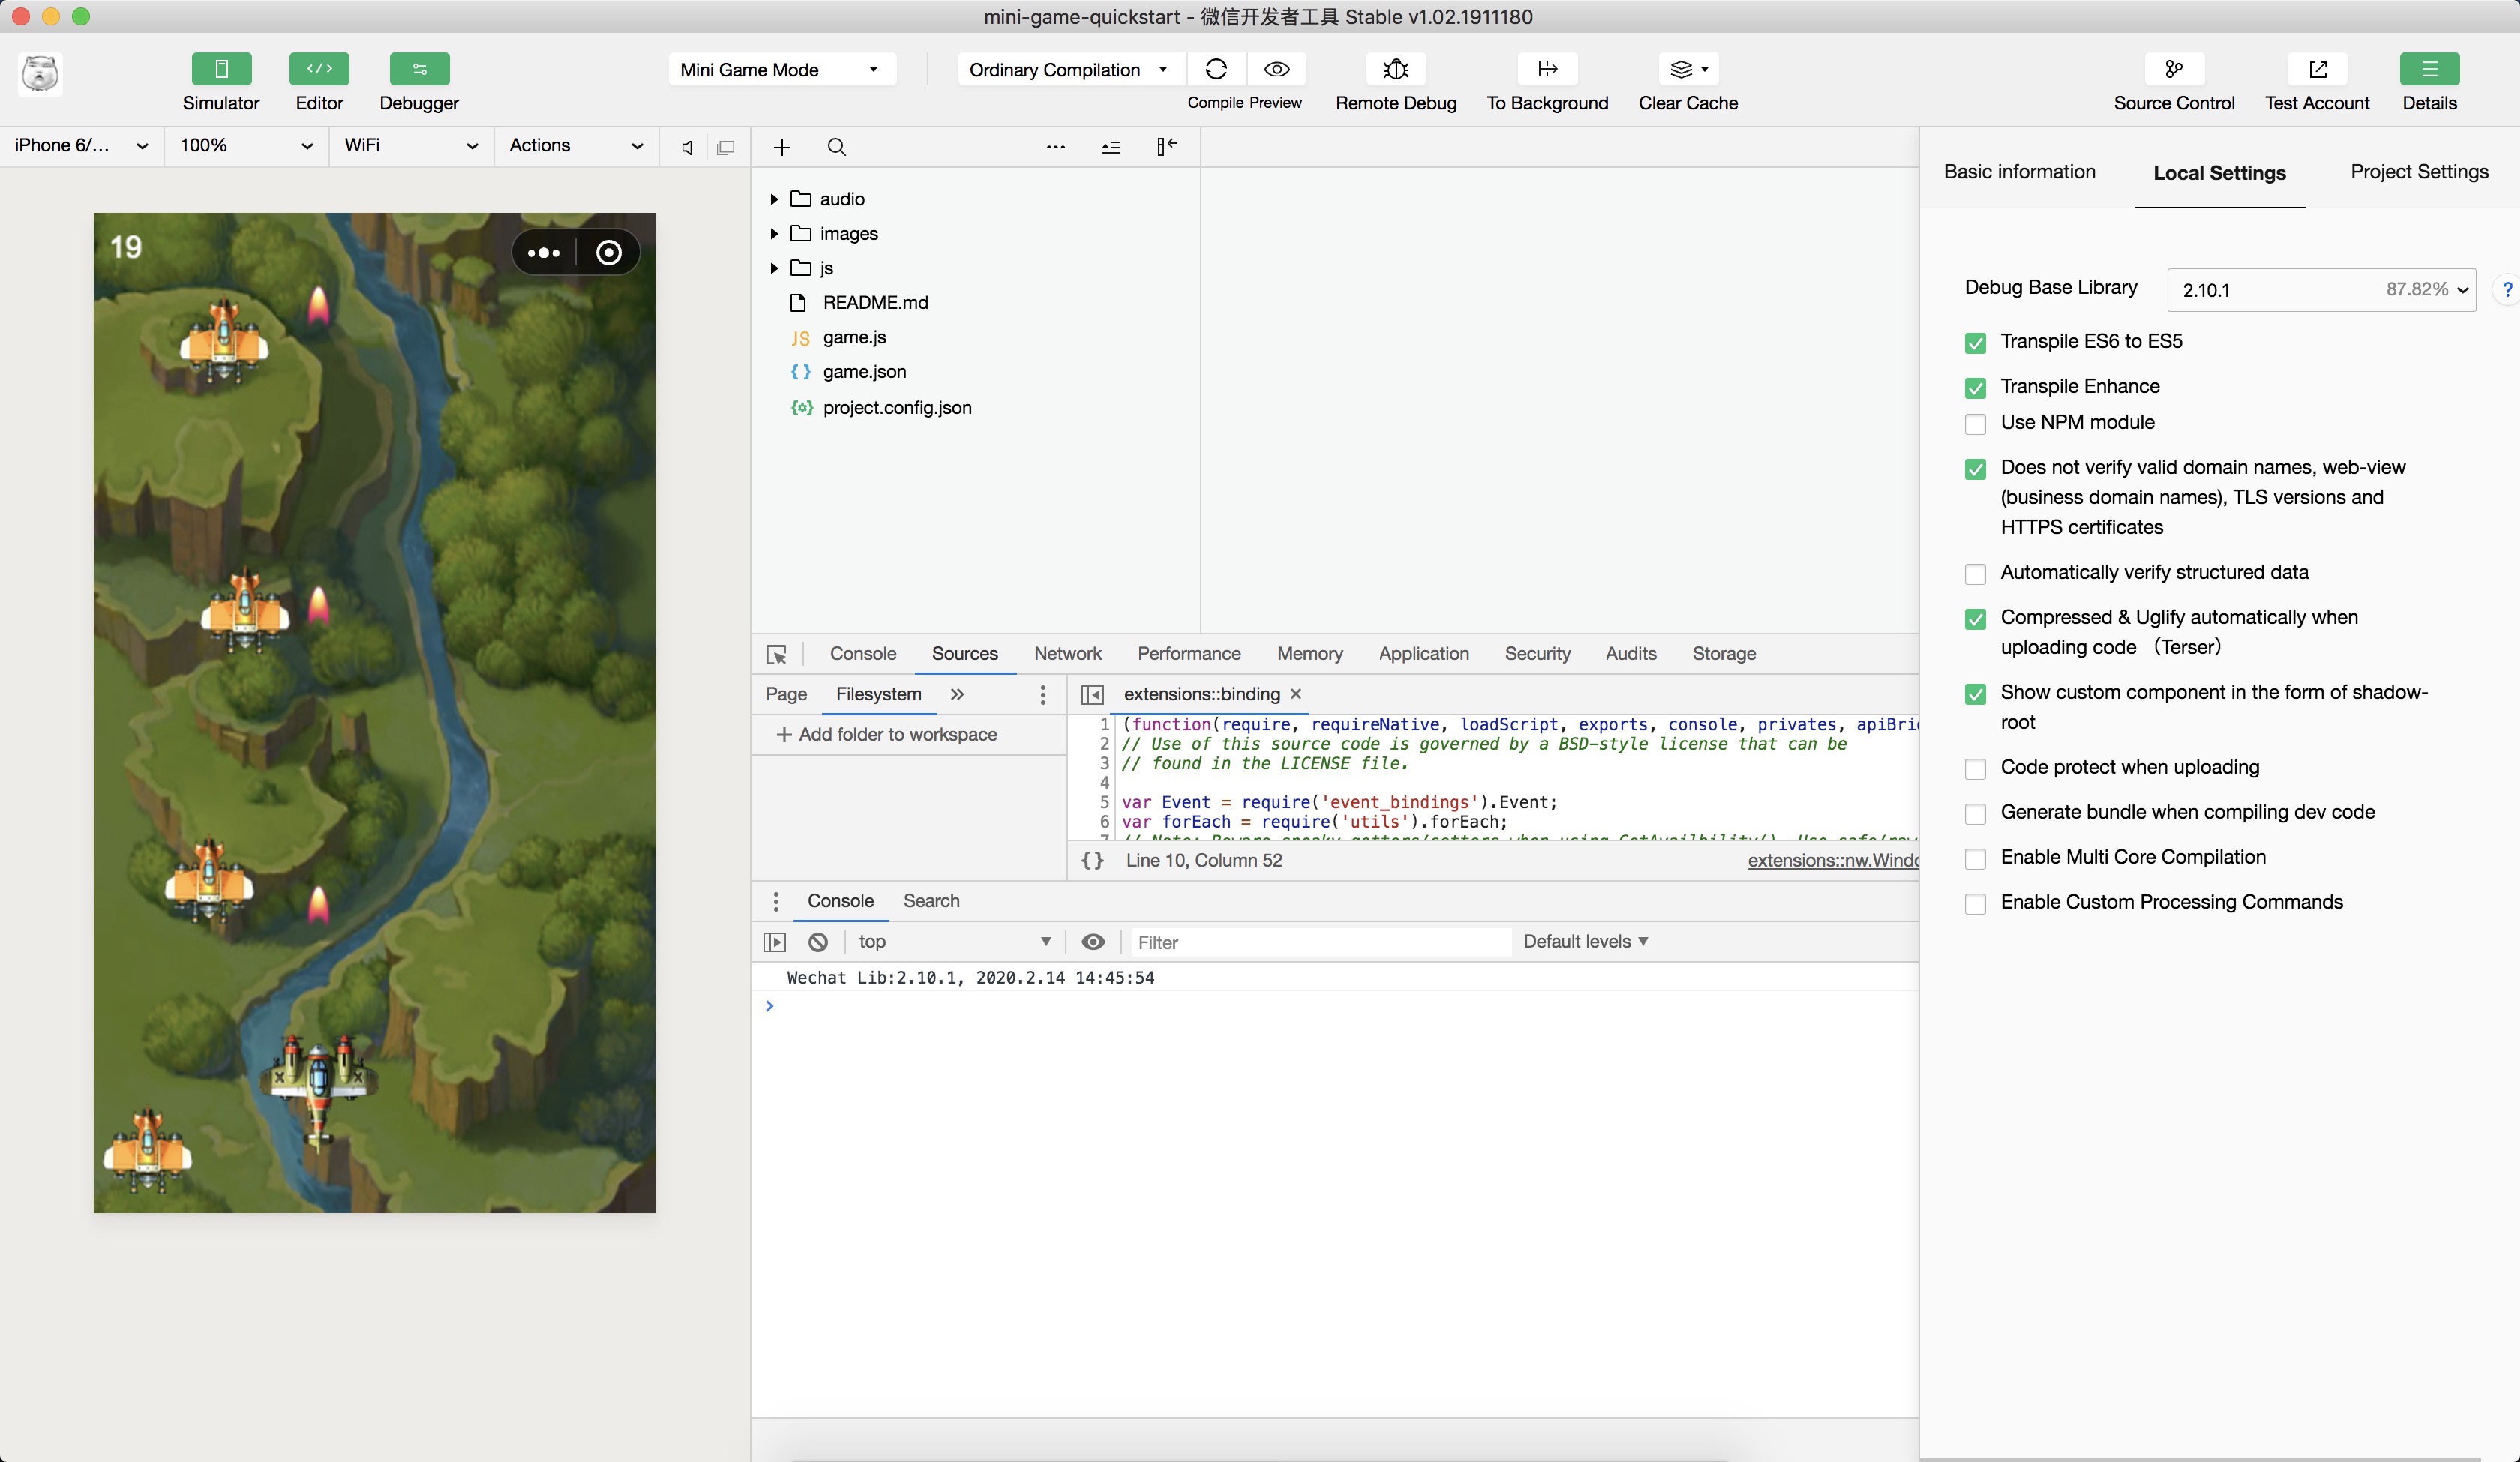 mini-game-quickstart - 微信开发者工具 Stable v1.02.1911180
Simulator
Editor
Debugger
Mini Game Mode
Ordinary Compilation
Compile
Preview
Remote Debug
To Background
Clear Cache
Source Control
Test Account
Details
iPhone 6/...
100%
WiFi
Actions
19
audio
images
js
README.md
JS game.js
{ } game.json
project.config.json
Console
Sources
Network
Performance
Memory
Application
Security
Audits
Storage
Page
Filesystem
»
extensions::binding ×
+ Add folder to workspace
1 (function(require, requireNative, loadScript, exports, console, privates, apiBri
2 // Use of this source code is governed by a BSD-style license that can be
3 // found in the LICENSE file.
4
5 var Event = require('event_bindings').Event;
6 var forEach = require('utils').forEach;
{} Line 10, Column 52
extensions::nw.Windo
Console
Search
top
Filter
Default levels ▼
Wechat Lib:2.10.1, 2020.2.14 14:45:54
>
Basic information
Local Settings
Project Settings
Debug Base Library
2.10.1
87.82%
?
Transpile ES6 to ES5
Transpile Enhance
Use NPM module
Does not verify valid domain names, web-view
(business domain names), TLS versions and
HTTPS certificates
Automatically verify structured data
Compressed & Uglify automatically when
uploading code （Terser）
Show custom component in the form of shadow-
root
Code protect when uploading
Generate bundle when compiling dev code
Enable Multi Core Compilation
Enable Custom Processing Commands